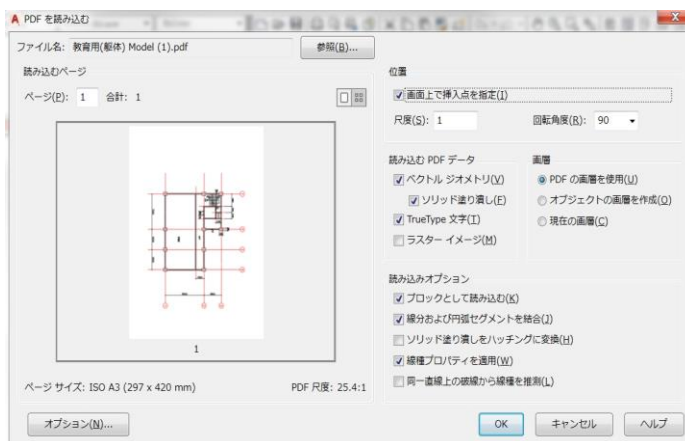 PDF を読み込む
ファイル名: 教育用(躯体) Model (1).pdf
参照(B)...
読み込むページ
ページ(P): 1 合計: 1
1
ページ サイズ: ISO A3 (297 x 420 mm)
PDF 尺度: 25.4:1
オプション(N)...
位置
画面上で挿入点を指定(I)
尺度(S): 1
回転角度(R): 90
読み込む PDF データ
ベクトル ジオメトリ(V)
ソリッド塗り潰し(F)
TrueType 文字(T)
ラスター イメージ(M)
画層
PDF の画層を使用(U)
オブジェクトの画層を作成(O)
現在の画層(C)
読み込みオプション
ブロックとして読み込む(K)
線分および円弧セグメントを結合(J)
ソリッド塗り潰しをハッチングに変換(H)
線種プロパティを適用(W)
同一直線上の破線から線種を推測(L)
OK
キャンセル
ヘルプ